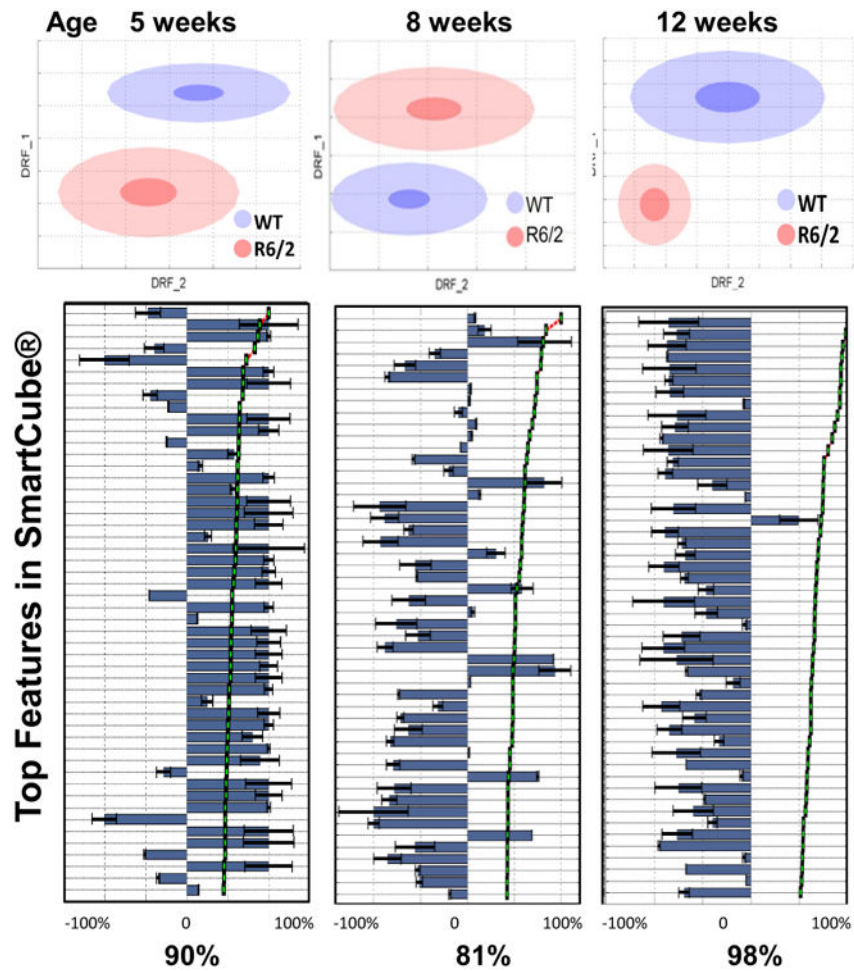 Age 5 weeks 8 weeks 12 weeks
DRF_1
WT
R6/2
DRF_2
DRF_1
WT
R6/2
DRF_2
WT
R6/2
DRF_2
Top Features in SmartCube®
-100% 0 100%
90%
-100% 0 100%
81%
-100% 0 100%
98%